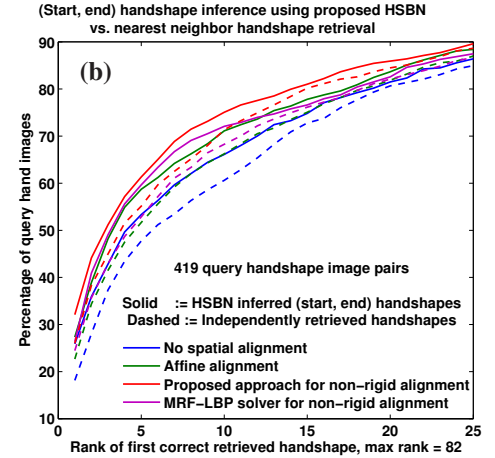 (Start, end) handshape inference using proposed HSBN
vs. nearest neighbor handshape retrieval
(b)
Percentage of query hand images
90
80
70
60
50
40
30
20
10
419 query handshape image pairs
Solid := HSBN inferred (start, end) handshapes
Dashed := Independently retrieved handshapes
No spatial alignment
Affine alignment
Proposed approach for non-rigid alignment
MRF-LBP solver for non-rigid alignment
0 5 10 15 20 25
Rank of first correct retrieved handshape, max rank = 82